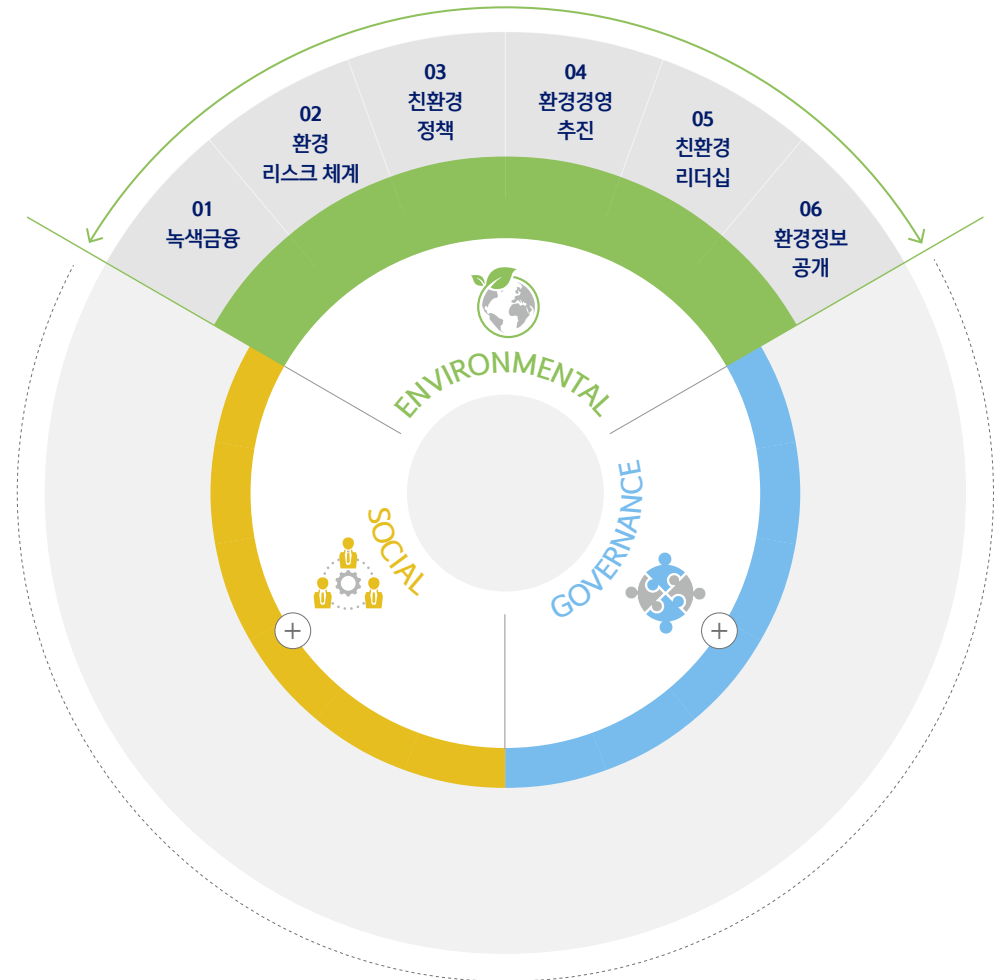 01
녹색금융
02
환경
리스크 체계
03
친환경
정책
04
환경경영
추진
05
친환경
리더십
06
환경정보
공개
ENVIRONMENTAL
SOCIAL
GOVERNANCE